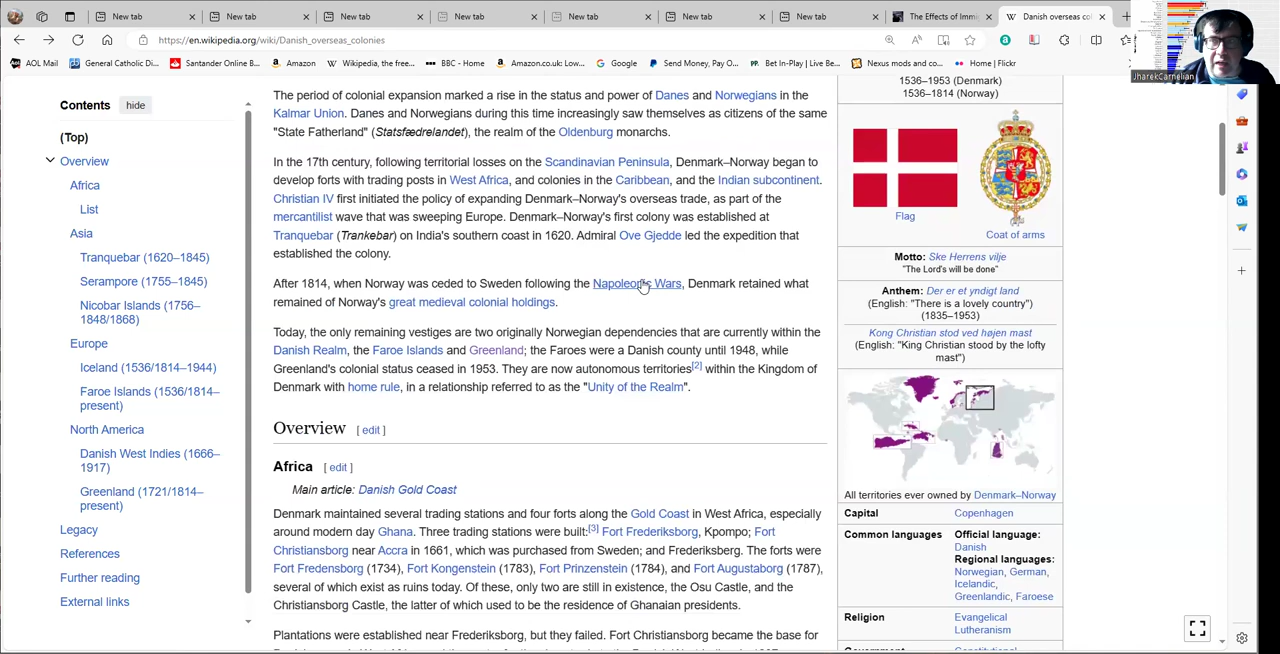 New tab
New tab
New tab
New tab
New tab
New tab
New tab
The Effects of Immi
Danish overseas col
https://en.wikipedia.org/wiki/Danish_overseas_colonies
AOL Mail
General Catholic Di...
Santander Online B...
Amazon
Wikipedia, the free...
BBC - Home
Amazon.co.uk: Low...
Google
Send Money, Pay O...
Bet In-Play | Live Be...
Nexus mods and co...
Home | Flickr
JharekCarnelian
Contents
hide
(Top)
Overview
Africa
List
Asia
Tranquebar (1620–1845)
Serampore (1755–1845)
Nicobar Islands (1756–
1848/1868)
Europe
Iceland (1536/1814–1944)
Faroe Islands (1536/1814–
present)
North America
Danish West Indies (1666–
1917)
Greenland (1721/1814–
present)
Legacy
References
Further reading
External links
The period of colonial expansion marked a rise in the status and power of Danes and Norwegians in the
Kalmar Union. Danes and Norwegians during this time increasingly saw themselves as citizens of the same
"State Fatherland" (Statsfædrelandet), the realm of the Oldenburg monarchs.
In the 17th century, following territorial losses on the Scandinavian Peninsula, Denmark–Norway began to
develop forts with trading posts in West Africa, and colonies in the Caribbean, and the Indian subcontinent.
Christian IV first initiated the policy of expanding Denmark–Norway's overseas trade, as part of the
mercantilist wave that was sweeping Europe. Denmark–Norway's first colony was established at
Tranquebar (Trankebar) on India's southern coast in 1620. Admiral Ove Gjedde led the expedition that
established the colony.
After 1814, when Norway was ceded to Sweden following the Napoleonic Wars, Denmark retained what
remained of Norway's great medieval colonial holdings.
Today, the only remaining vestiges are two originally Norwegian dependencies that are currently within the
Danish Realm, the Faroe Islands and Greenland; the Faroes were a Danish county until 1948, while
Greenland's colonial status ceased in 1953. They are now autonomous territories[2] within the Kingdom of
Denmark with home rule, in a relationship referred to as the "Unity of the Realm".
Overview [ edit ]
Africa [ edit ]
Main article: Danish Gold Coast
Denmark maintained several trading stations and four forts along the Gold Coast in West Africa, especially
around modern day Ghana. Three trading stations were built:[3] Fort Frederiksborg, Kpompo; Fort
Christiansborg near Accra in 1661, which was purchased from Sweden; and Frederiksberg. The forts were
Fort Fredensborg (1734), Fort Kongenstein (1783), Fort Prinzenstein (1784), and Fort Augustaborg (1787),
several of which exist as ruins today. Of these, only two are still in existence, the Osu Castle, and the
Christiansborg Castle, the latter of which used to be the residence of Ghanaian presidents.
Plantations were established near Frederiksborg, but they failed. Fort Christiansborg became the base for
1536–1953 (Denmark)
1536–1814 (Norway)
Flag
Coat of arms
Motto: Ske Herrens vilje
"The Lord's will be done"
Anthem: Der er et yndigt land
(English: "There is a lovely country")
(1835–1953)
Kong Christian stod ved højen mast
(English: "King Christian stood by the lofty
mast")
All territories ever owned by Denmark–Norway
Capital
Copenhagen
Common languages
Official language:
Danish
Regional languages:
Norwegian, German,
Icelandic,
Greenlandic, Faroese
Religion
Evangelical
Lutheranism